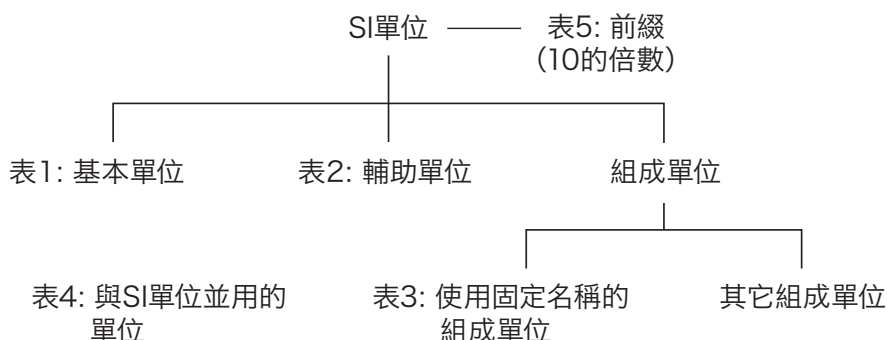 SI單位
表5: 前綴
(10的倍數)
表1: 基本單位
表2: 輔助單位
組成單位
表4: 與SI單位並用的
單位
表3: 使用固定名稱的
組成單位
其它組成單位